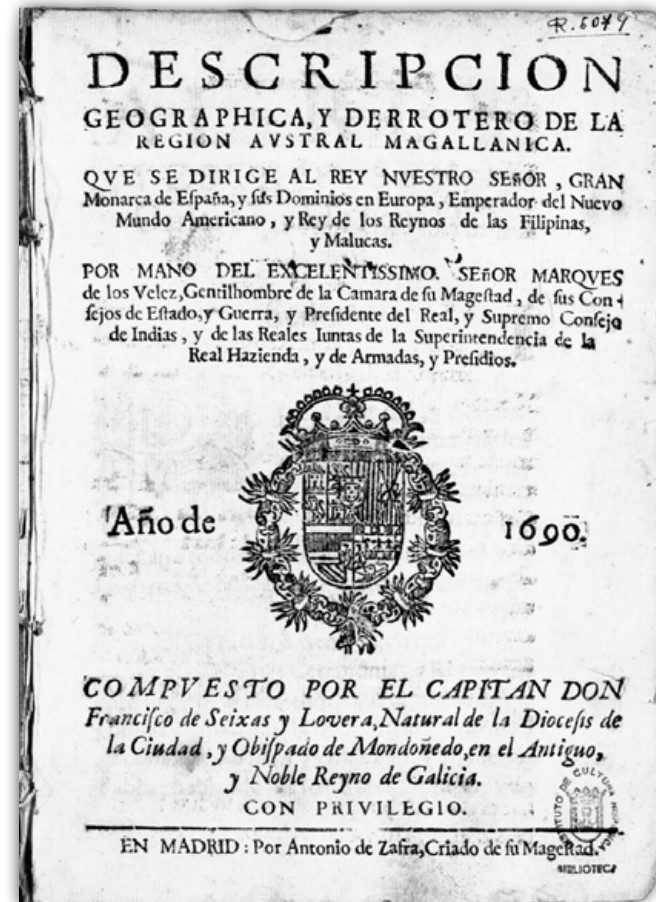 R. 6079
DESCRIPCION
GEOGRAPHICA, Y DERROTERO DE LA
REGION AVSTRAL MAGALLANICA.
QVE SE DIRIGE AL REY NVESTRO SEñOR, GRAN
Monarca de España, y sus Dominios en Europa, Emperador del Nuevo
Mundo Americano, y Rey de los Reynos de las Filipinas,
y Malucas.
POR MANO DEL EXCELENTISSIMO. SEñOR MARQVES
de los Velez, Gentilhombre de la Camara de su Magestad, de sus Con-
sejos de Estado, y Guerra, y Presidente del Real, y Supremo Consejo
de Indias, y de las Reales Iuntas de la Superintendencia de la
Real Hazienda, y de Armadas, y Presidios.
Año de 1690.
COMPVESTO POR EL CAPITAN DON
Francisco de Seixas y Lovera, Natural de la Diocesis de
la Ciudad, y Obispado de Mondoñedo, en el Antiguo,
y Noble Reyno de Galicia.
CON PRIVILEGIO.
EN MADRID: Por Antonio de Zafra, Criado de su Magestad.
INSTITUTO DE CULTURA
BIBLIOTECA